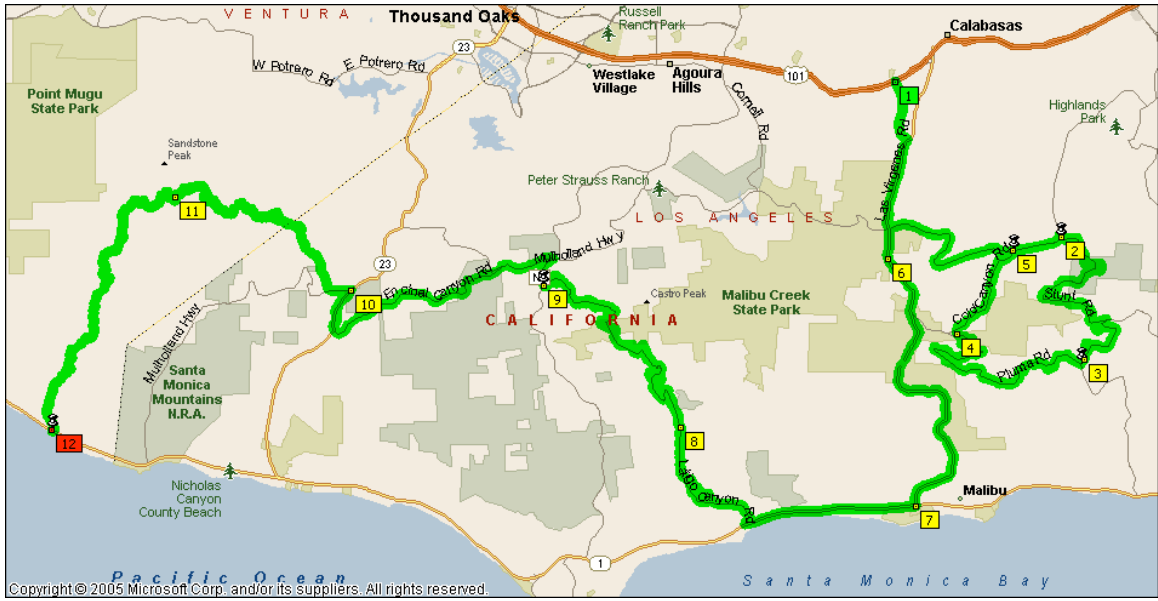 VENTURA
Thousand Oaks
Russell
Ranch Park
Calabasas
23
W Potrero Rd
E Potrero Rd
Westlake
Village
Agoura
Hills
101
1
Point Mugu
State Park
Cornell Rd
Highlands
Park
Sandstone
Peak
Las Virgenes Rd
Peter Strauss Ranch
LOS ANGELES
11
2
5
Mulholland Hwy
23
6
Cold Canyon Rd
Stunt Rd
10
Encinal Canyon Rd
9
Castro Peak
Malibu Creek
State Park
CALIFORNIA
4
Piuma Rd
3
Mulholland Hwy
Santa
Monica
Mountains
N.R.A.
12
8
Latigo Canyon Rd
Nicholas
Canyon
County Beach
Malibu
7
1
Pacific Ocean
Santa Monica Bay
Copyright © 2005 Microsoft Corp. and/or its suppliers. All rights reserved.